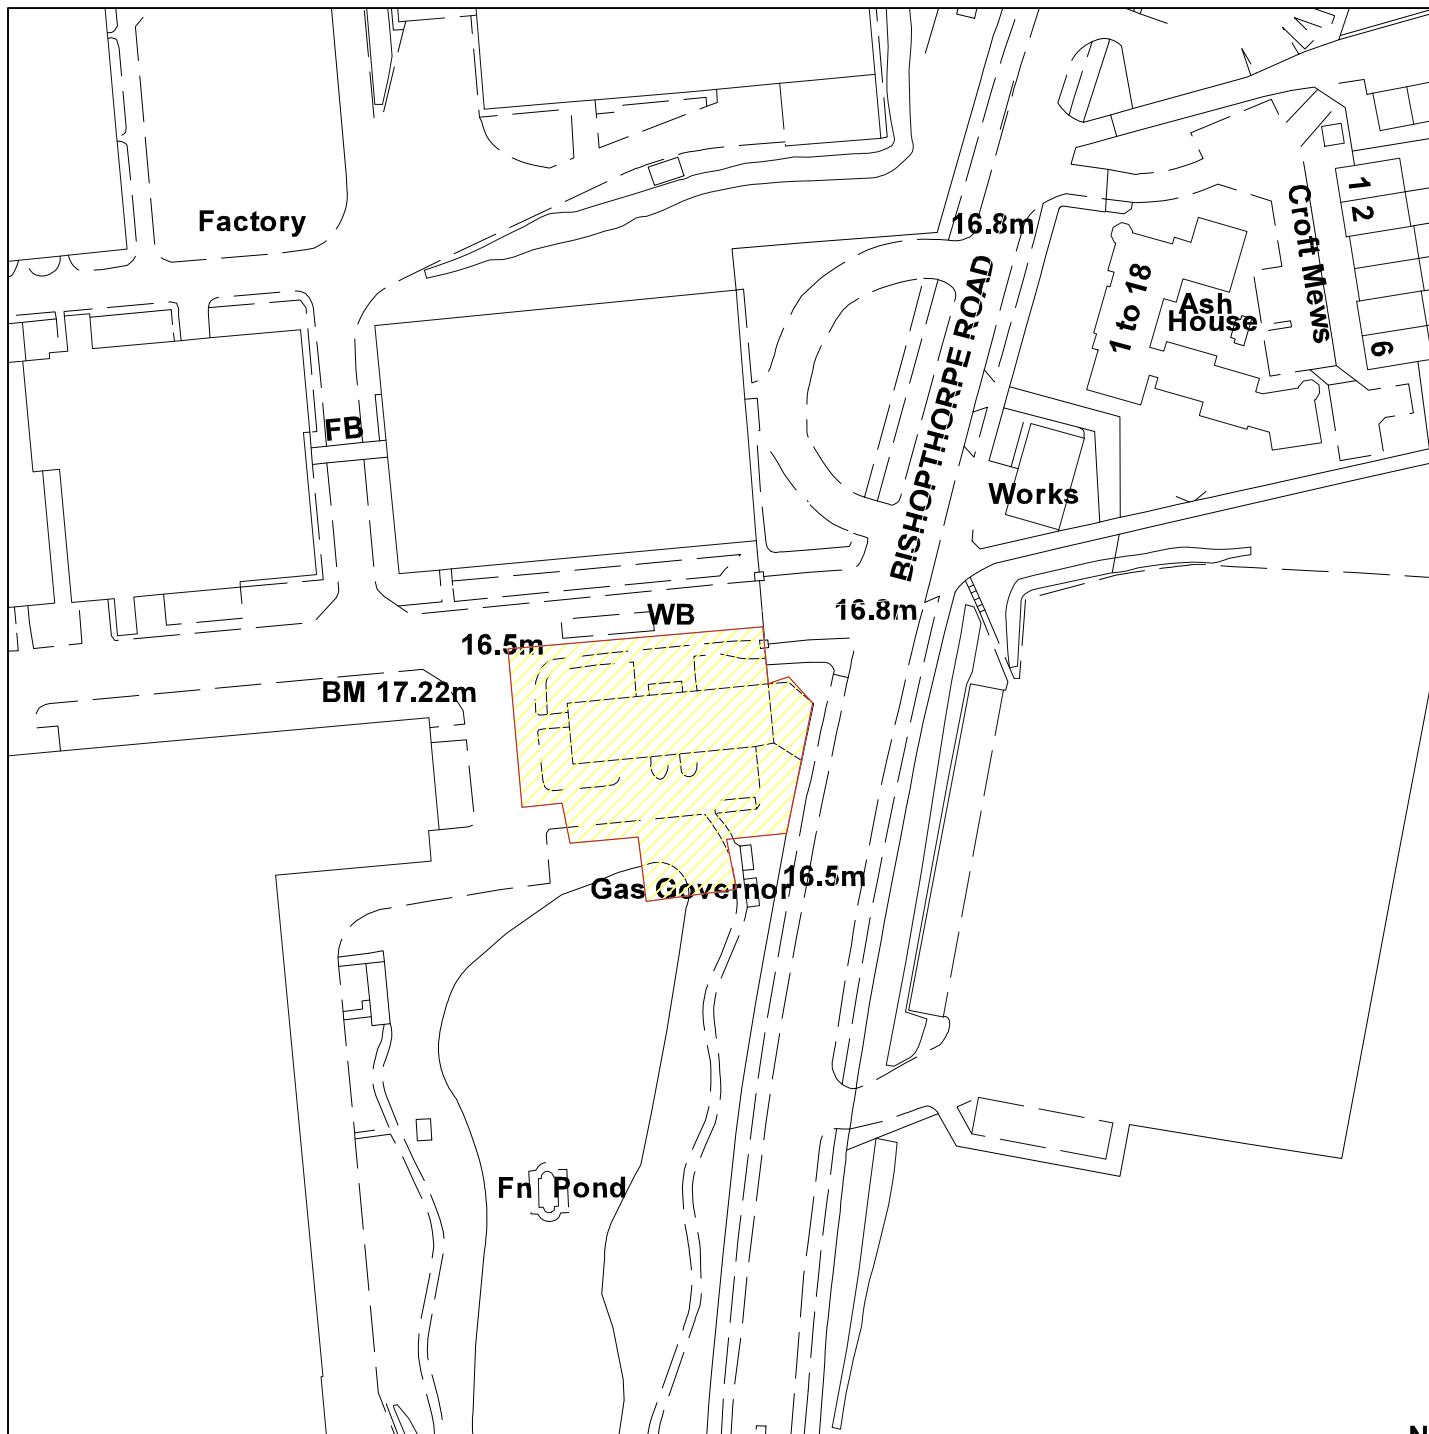 Factory
16.8m
1
2
Croft Mews
1 to 18
Ash
House
6
BISHOPTHORPE ROAD
FB
Works
WB
16.8m
16.5m
BM 17.22m
Gas Governor
16.5m
Fn Pond
N